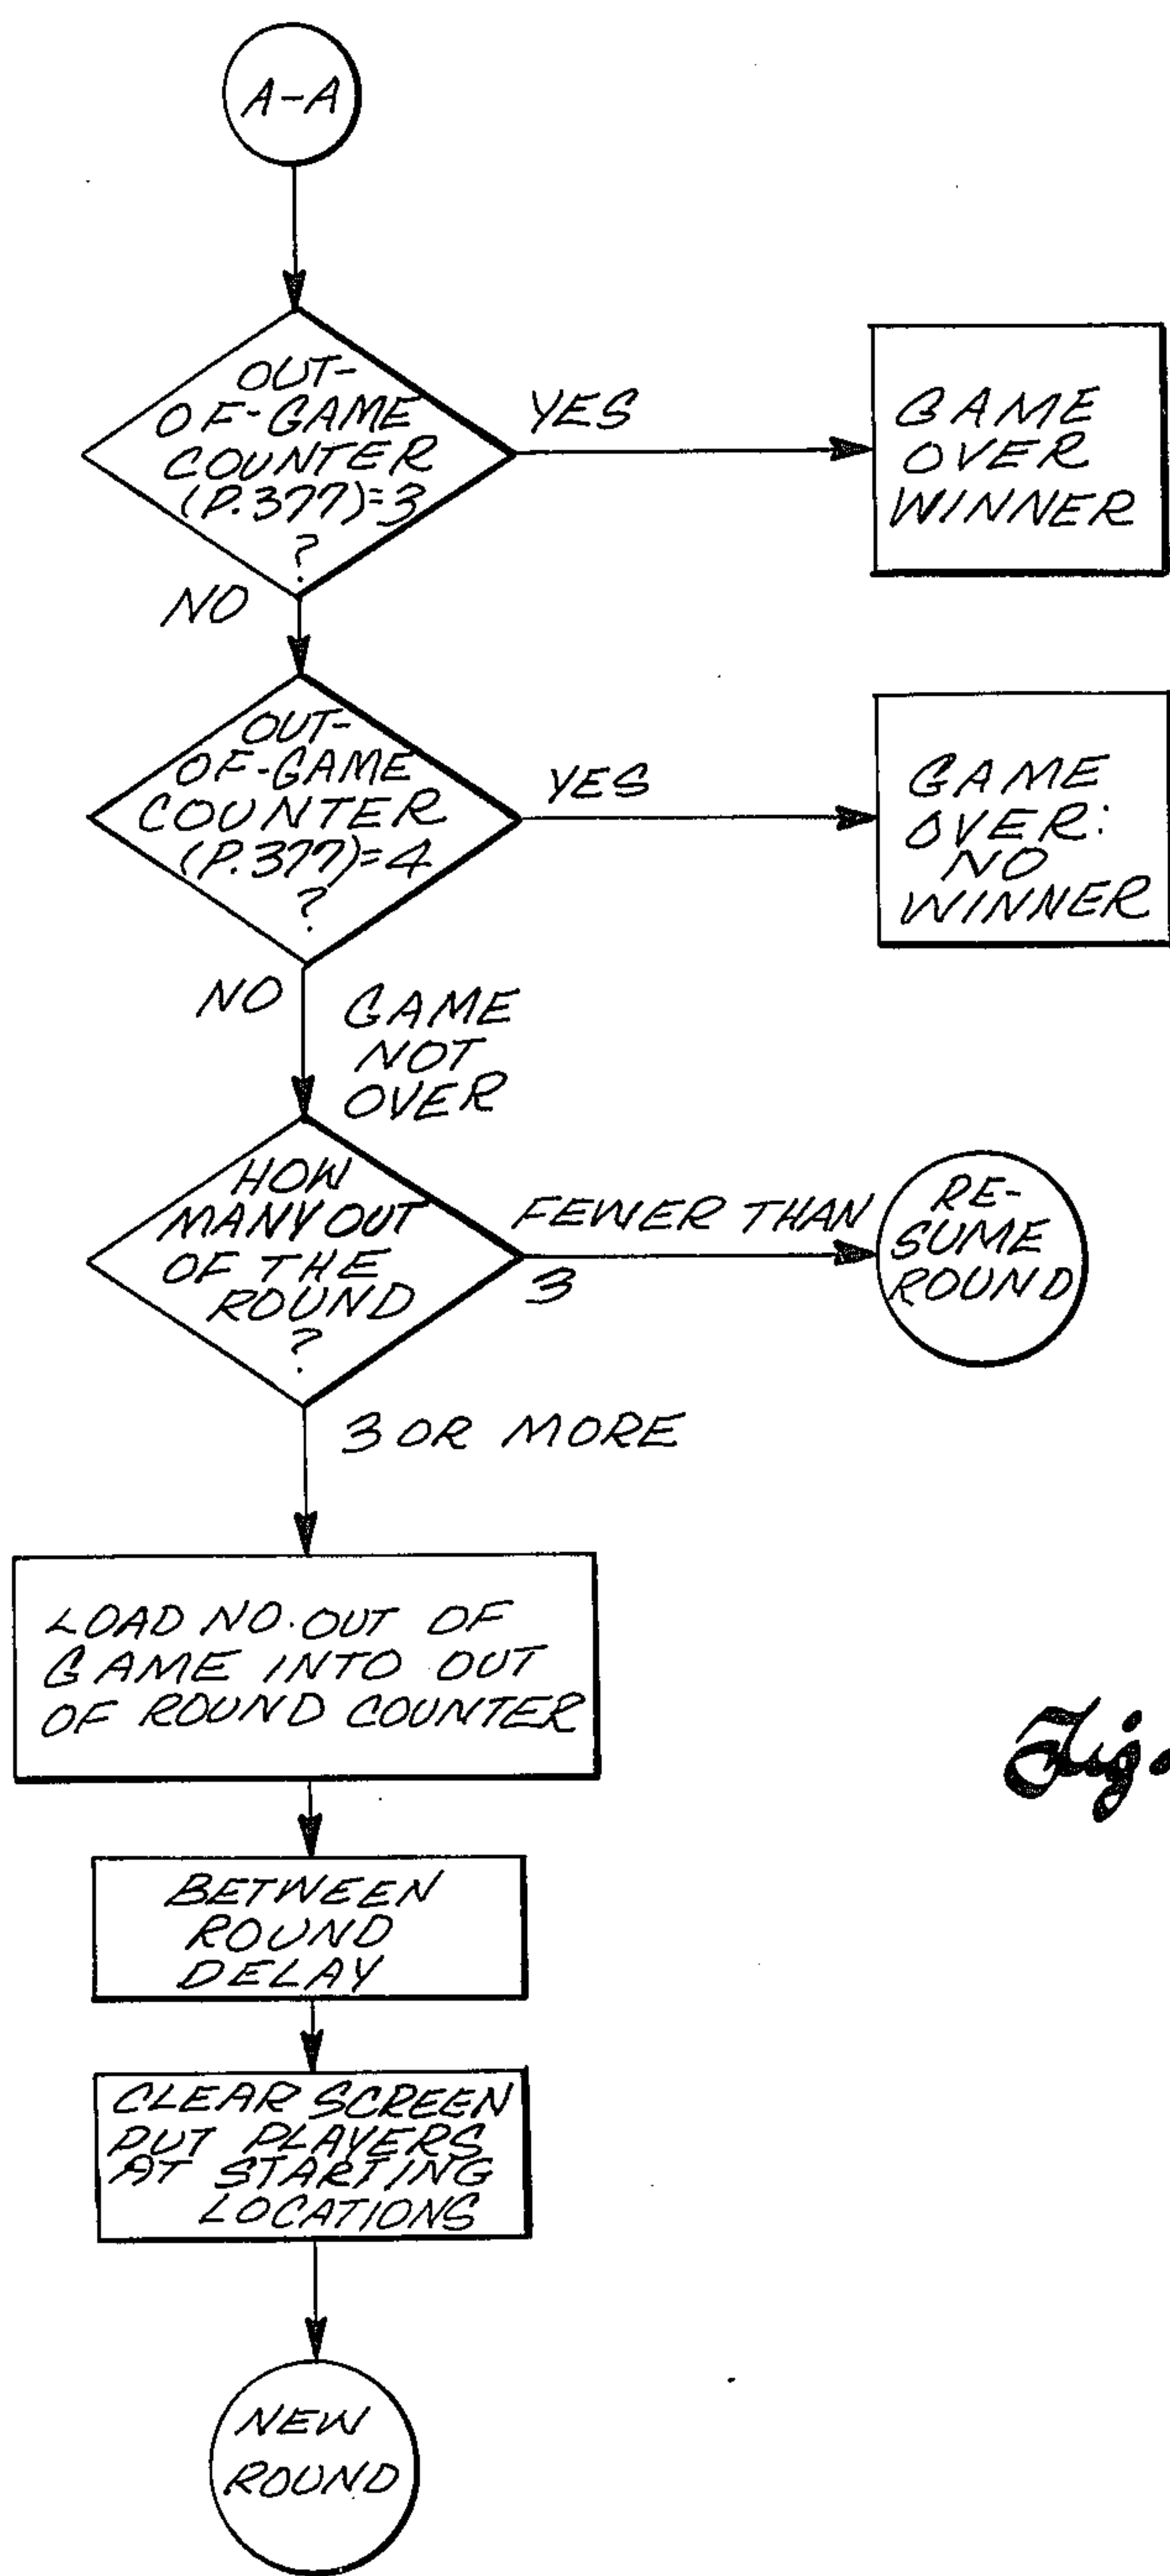 A-A
OUT-
OF-GAME
COUNTER
(P.377)=3
?
YES
GAME
OVER
WINNER
NO
OUT-
OF-GAME
COUNTER
(P.377)=4
?
YES
GAME
OVER:
NO
WINNER
NO
GAME
NOT
OVER
HOW
MANY OUT
OF THE
ROUND
?
FEWER THAN
3
RE-
SUME
ROUND
3 OR MORE
LOAD NO. OUT OF
GAME INTO OUT
OF ROUND COUNTER
Fig.
BETWEEN
ROUND
DELAY
CLEAR SCREEN
PUT PLAYERS
AT STARTING
LOCATIONS
NEW
ROUND